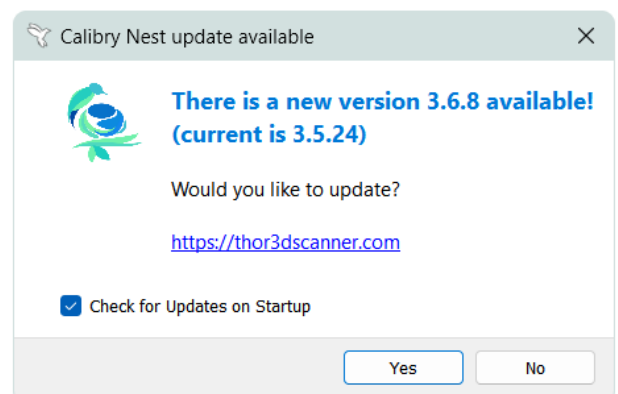 Calibry Nest update available
There is a new version 3.6.8 available!
(current is 3.5.24)
Would you like to update?
https://thor3dscanner.com
Check for Updates on Startup
Yes
No